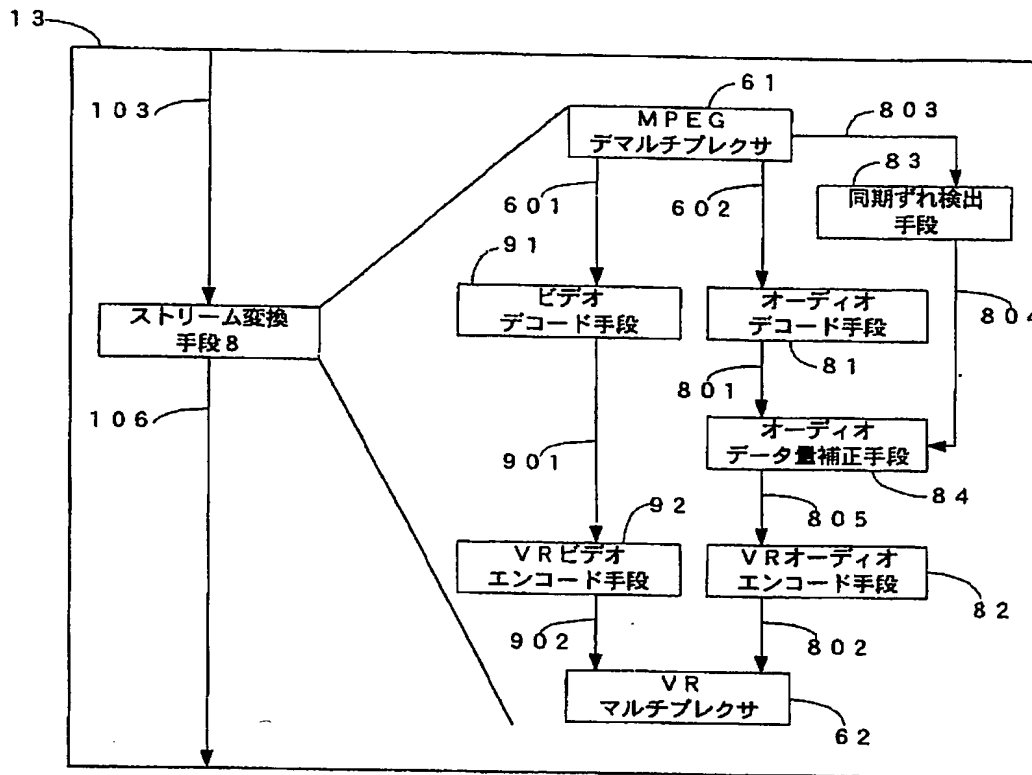 １３
１０３
６１
ＭＰＥＧ
デマルチプレクサ
８０３
８３
同期ずれ検出
手段
６０１
６０２
９１
ビデオ
デコード手段
オーディオ
デコード手段
８０４
ストリーム変換
手段８
８１
８０１
１０６
オーディオ
データ量補正手段
９０１
８４
９２
８０５
ＶＲビデオ
エンコード手段
ＶＲオーディオ
エンコード手段
８２
９０２
８０２
ＶＲ
マルチプレクサ
６２